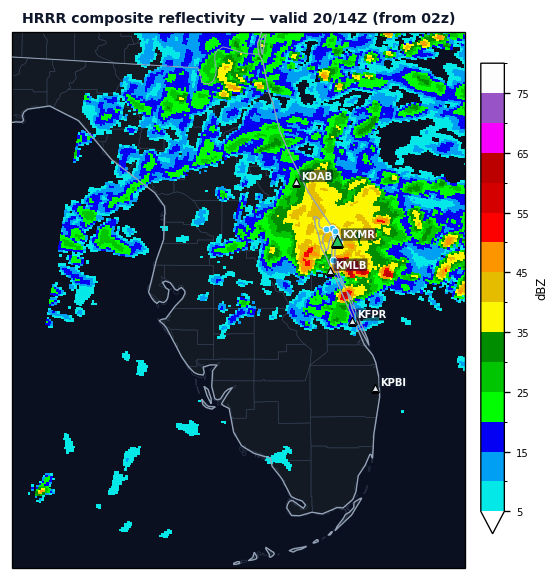 HRRR composite reflectivity — valid 20/14Z (from 02z)
KDAB
KXMR
KMLB
KFPR
KPBI
75
65
55
45
35
25
15
5
dBZ